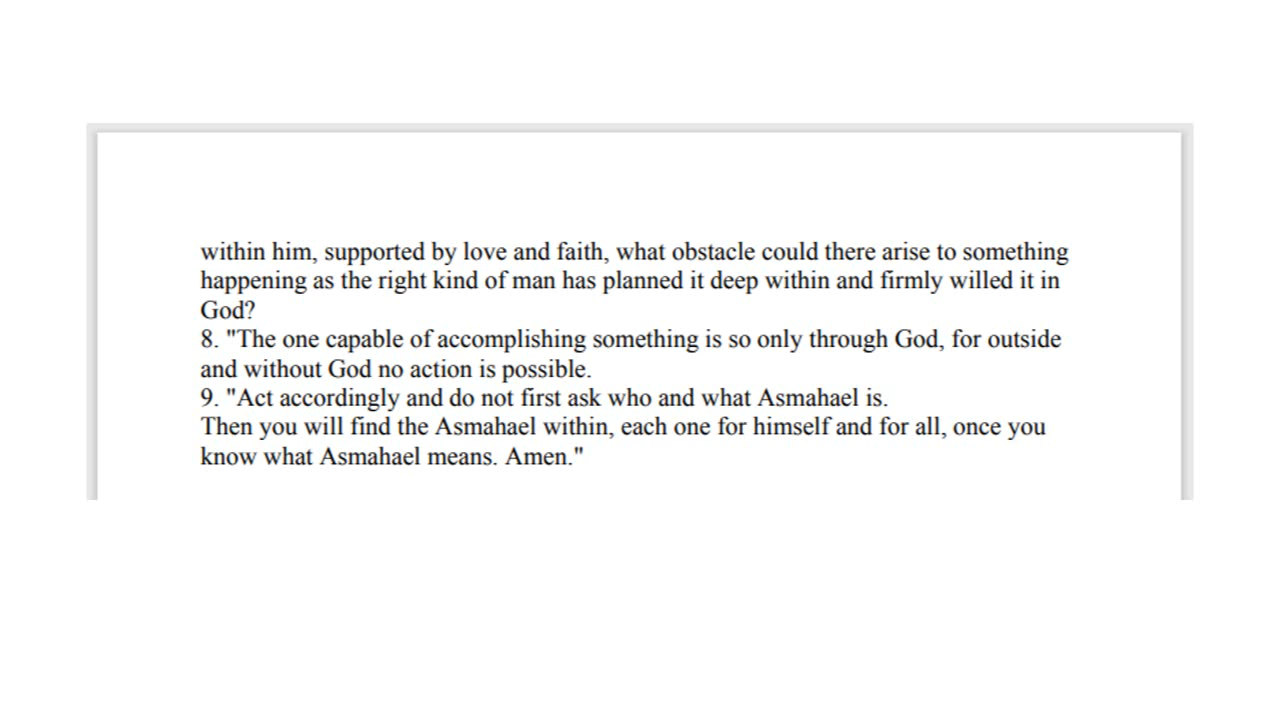 within him, supported by love and faith, what obstacle could there arise to something
happening as the right kind of man has planned it deep within and firmly willed it in
God?
8. "The one capable of accomplishing something is so only through God, for outside
and without God no action is possible.
9. "Act accordingly and do not first ask who and what Asmahael is.
Then you will find the Asmahael within, each one for himself and for all, once you
know what Asmahael means. Amen."